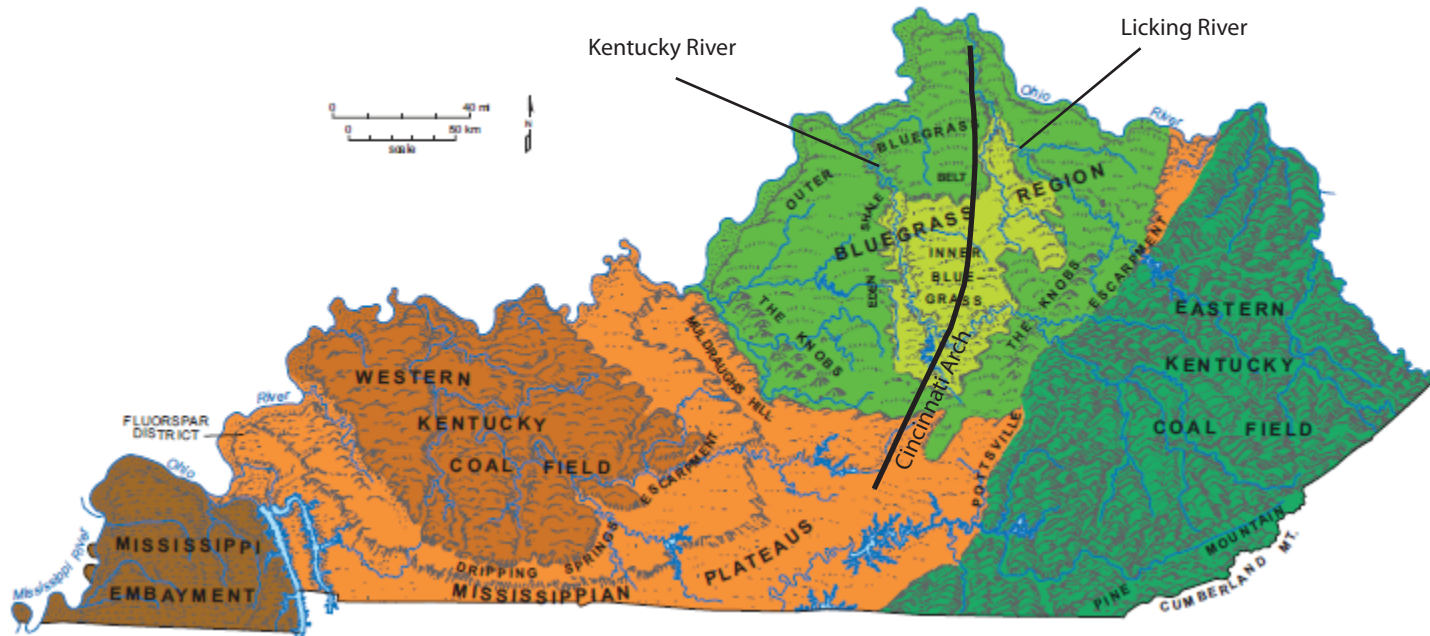 Kentucky River
Licking River
0 40 mi
0 50 km
scale
N
Ohio
River
BLUEGRASS
BELT
OUTER
SHALE
EDEN
REGION
BLUEGRASS
INNER
BLUE-
GRASS
THE KNOBS
THE KNOBS
ESCARPMENT
POTTSVILLE
Cincinnati Arch
MULDRAUGHS HILL
EASTERN
KENTUCKY
COAL FIELD
WESTERN
KENTUCKY
COAL FIELD
River
FLUORSPAR
DISTRICT
Ohio
ESCARPMENT
SPRINGS
DRIPPING
PLATEAUS
MISSISSIPPIAN
MISSISSIPPI
EMBAYMENT
Mississippi River
PINE MOUNTAIN
CUMBERLAND MT.